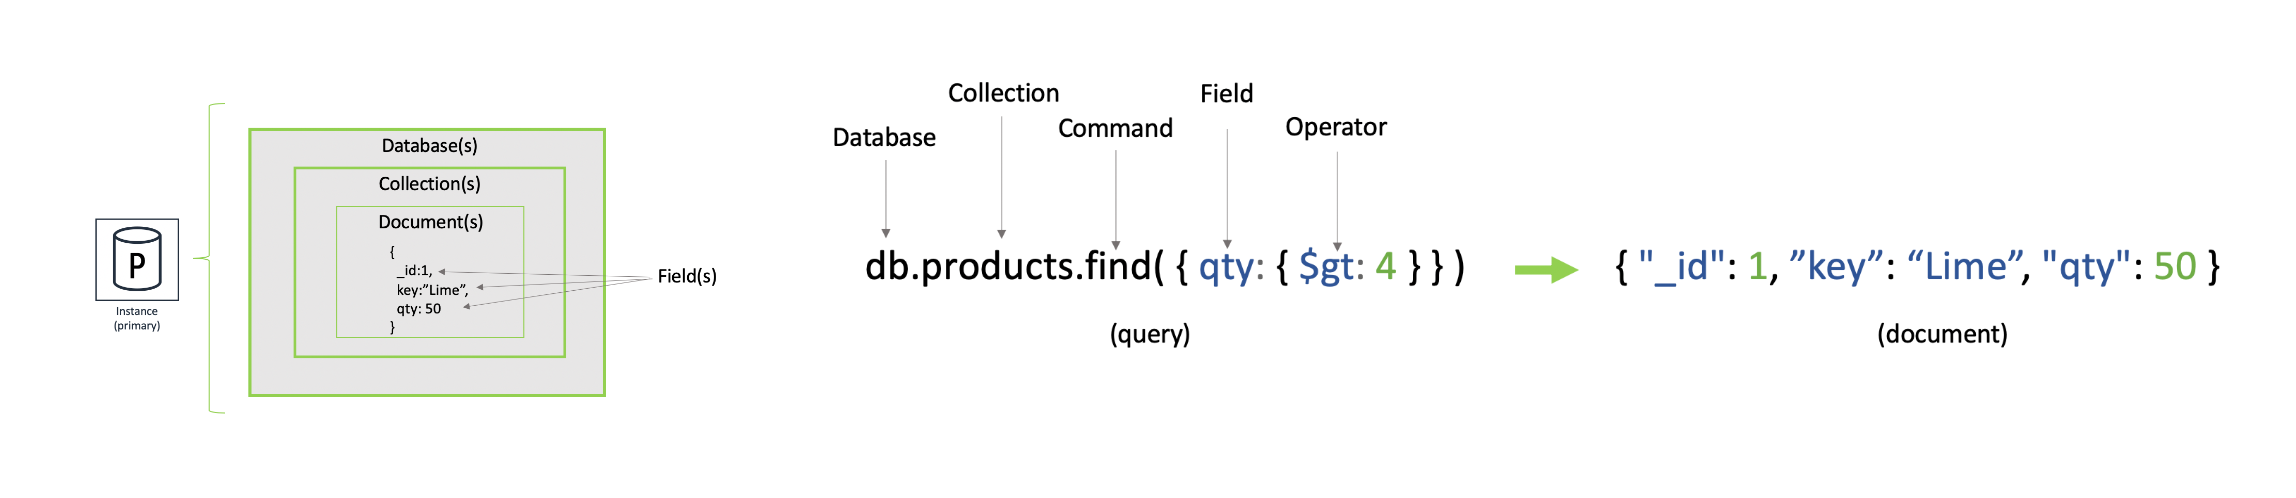 P
Instance
(primary)
Database(s)
Collection(s)
Document(s)
{
_id:1,
key:”Lime”,
qty: 50
}
Field(s)
Database
Collection
Command
Field
Operator
db.products.find( { qty: { $gt: 4 } } )
(query)
{ "_id": 1, ”key”: “Lime”, "qty": 50 }
(document)